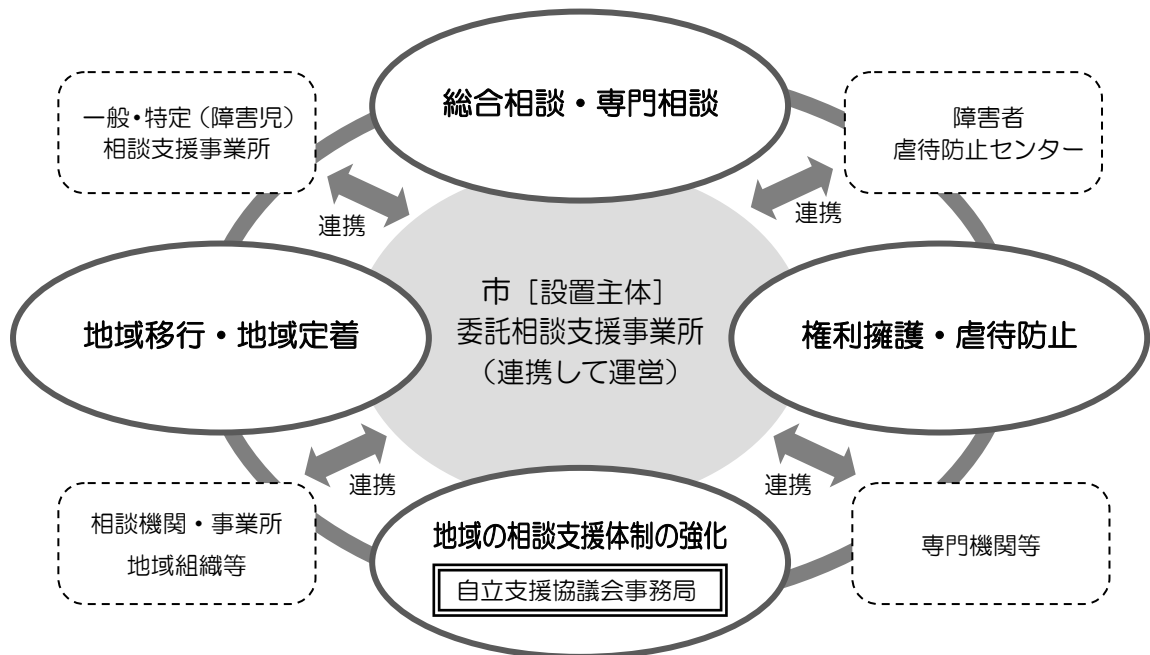 総合相談・専門相談
一般・特定（障害児）
相談支援事業所
障害者
虐待防止センター
連携
連携
市［設置主体］
委託相談支援事業所
（連携して運営）
地域移行・地域定着
権利擁護・虐待防止
連携
連携
相談機関・事業所
地域組織等
地域の相談支援体制の強化
自立支援協議会事務局
専門機関等